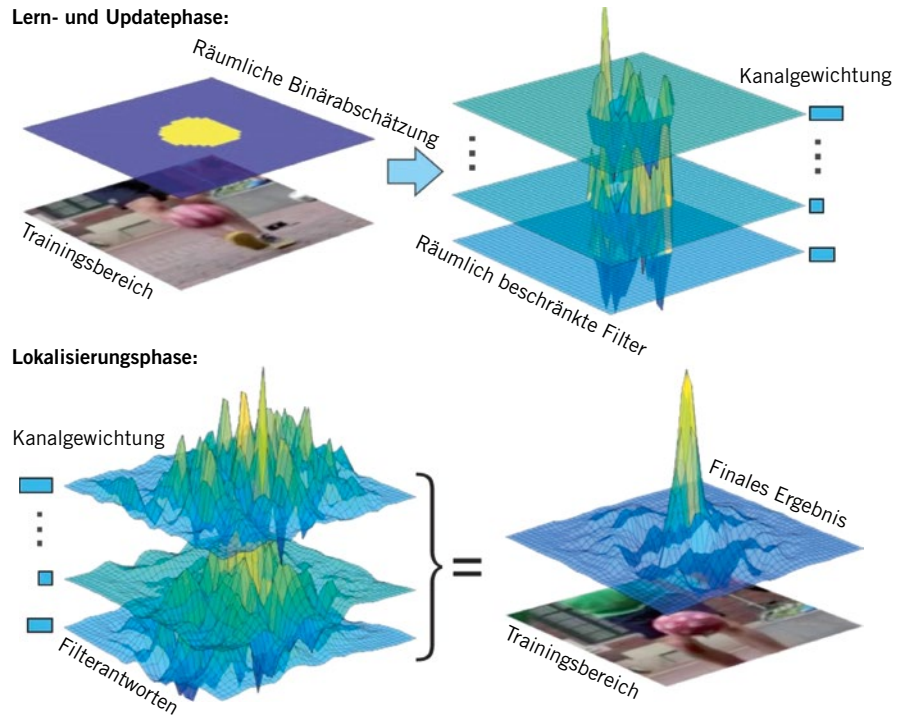 Lern- und Updatephase:
Räumliche Binärabschätzung
Kanalgewichtung
Trainingsbereich
Räumlich beschränkte Filter
Lokalisierungsphase:
Kanalgewichtung
Finales Ergebnis
=
Filterantworten
Trainingsbereich